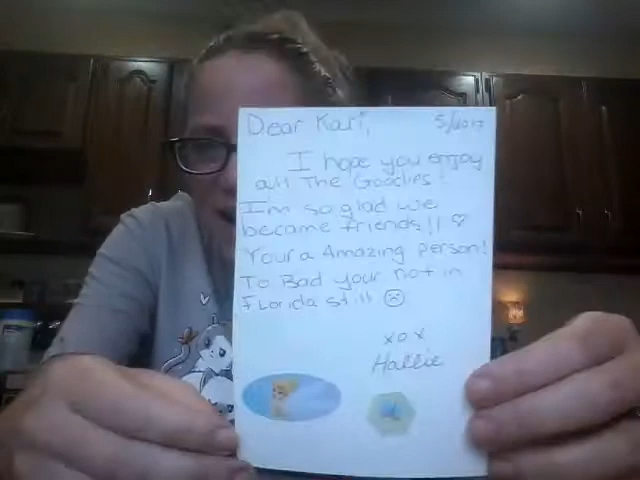 Dear Kari,
5/2017
I hope you enjoy
all The Goodies!
I'm so glad we
became friends!! ♡
Your a Amazing person!
To Bad your not in
Florida still ☹
xox
Hallie